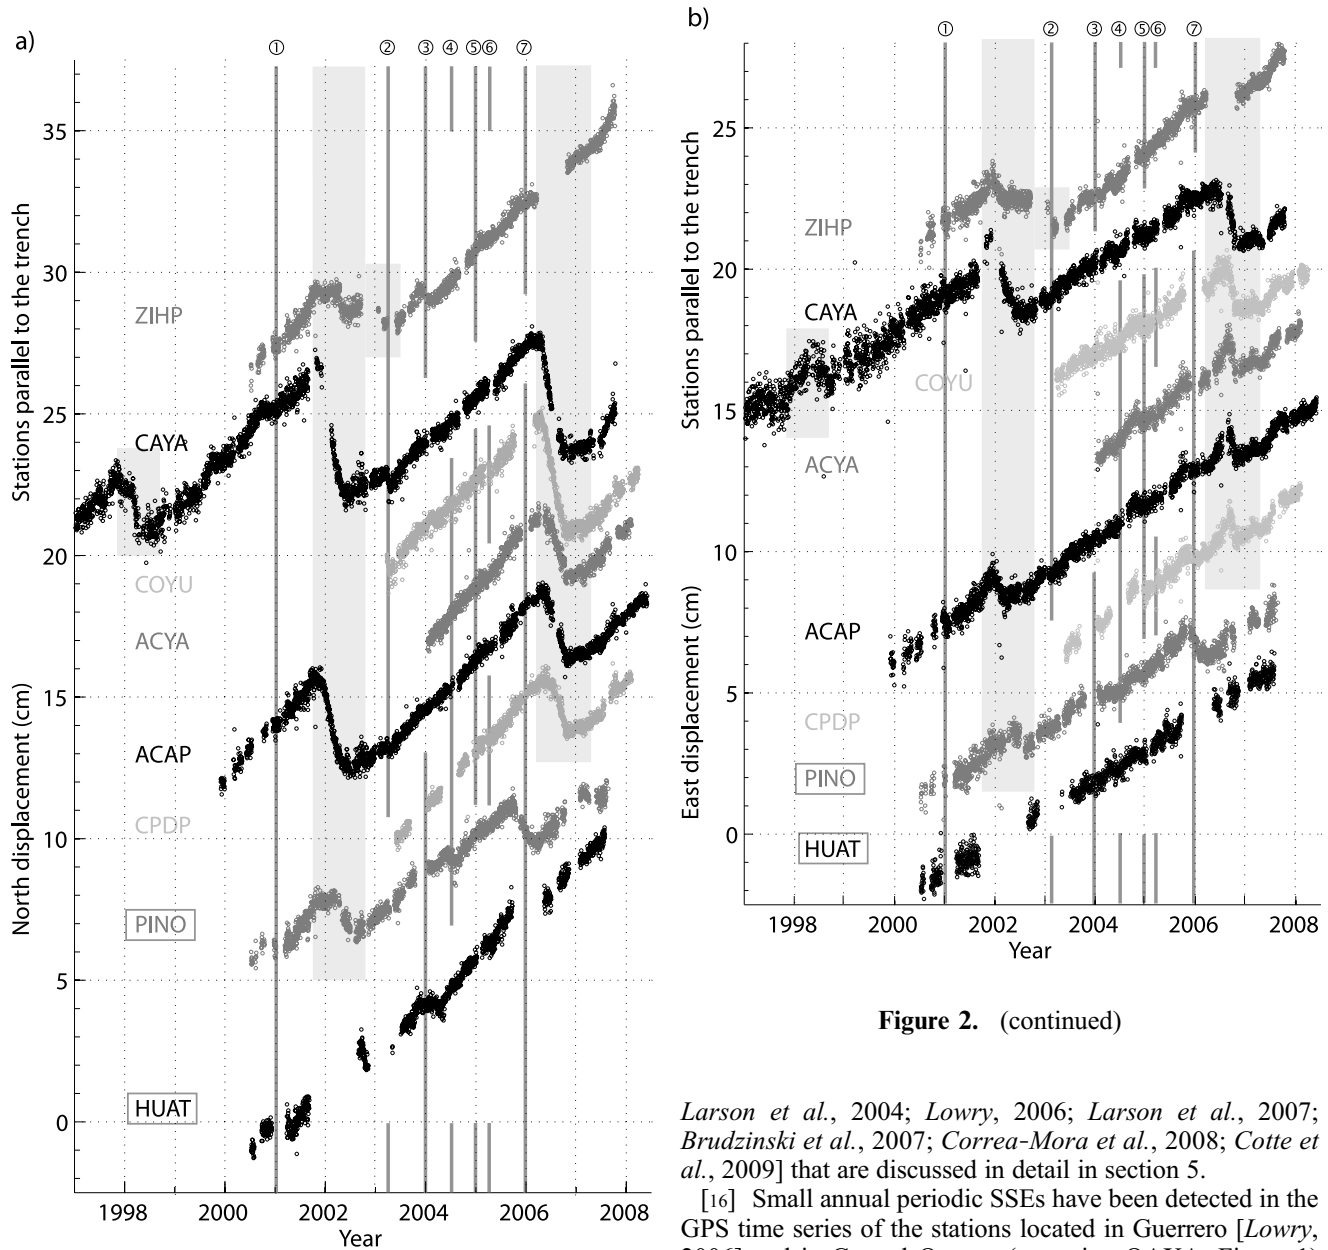 a)
① ② ③ ④ ⑤ ⑥ ⑦
Stations parallel to the trench
North displacement (cm)
35
30
25
20
15
10
5
0
ZIHP
CAYA
COYU
ACYA
ACAP
CPDP
PINO
HUAT
1998 2000 2002 2004 2006 2008
Year
b)
① ② ③ ④ ⑤ ⑥ ⑦
Stations parallel to the trench
East displacement (cm)
25
20
15
10
5
0
ZIHP
CAYA
COYU
ACYA
ACAP
CPDP
PINO
HUAT
1998 2000 2002 2004 2006 2008
Year
Figure 2. (continued)
Larson et al., 2004; Lowry, 2006; Larson et al., 2007;
Brudzinski et al., 2007; Correa-Mora et al., 2008; Cotte et
al., 2009] that are discussed in detail in section 5.
[16] Small annual periodic SSEs have been detected in the
GPS time series of the stations located in Guerrero [Lowry,